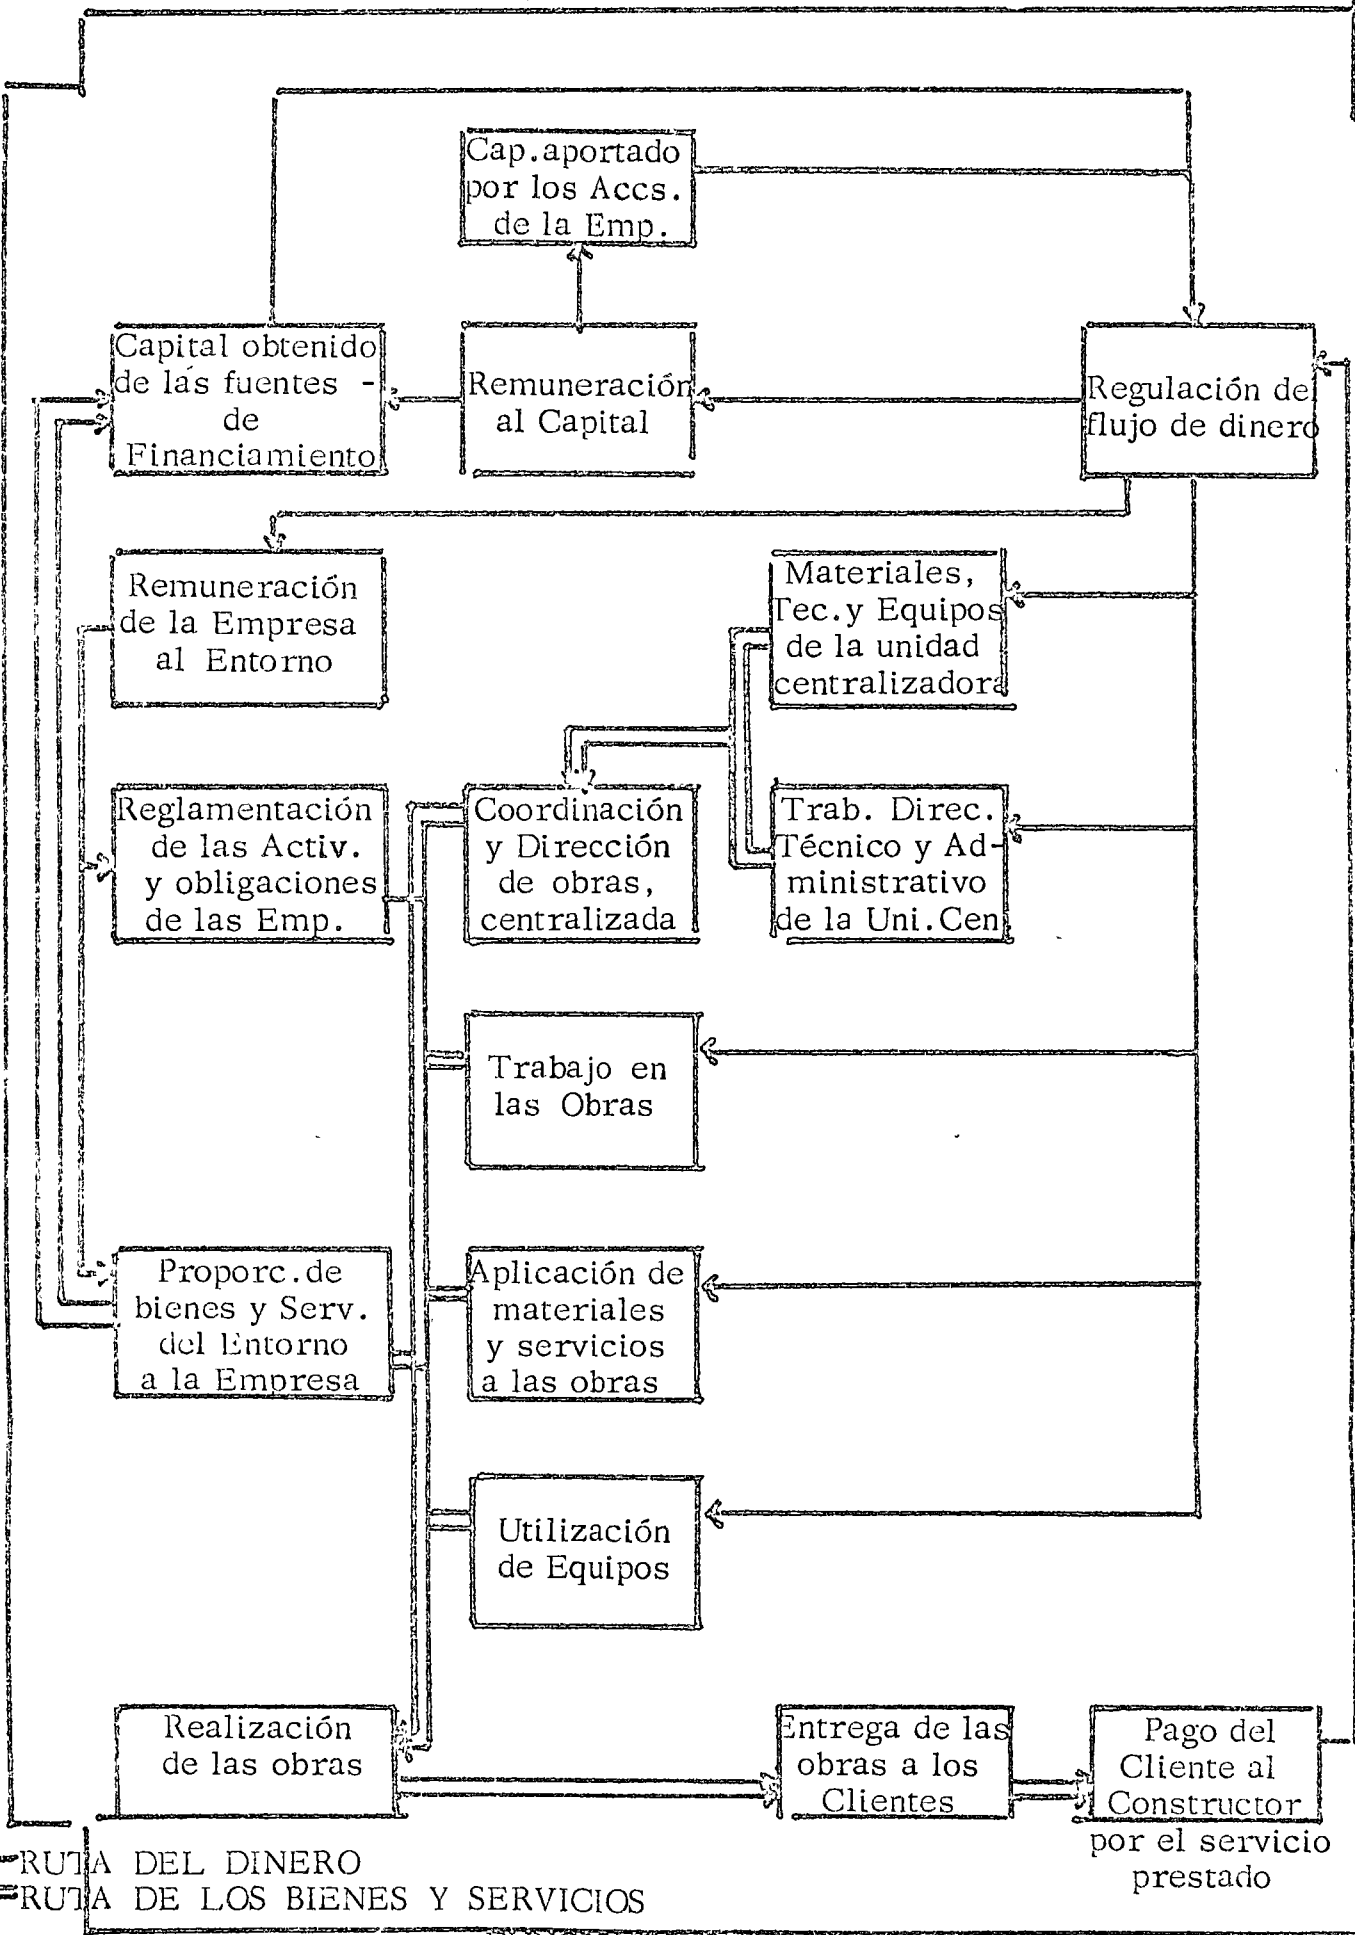 Cap.aportado
por los Accs.
de la Emp.
Capital obtenido
de las fuentes -
de
Financiamiento
Remuneración
al Capital
Regulación de
flujo de dinero
Remuneración
de la Empresa
al Entorno
Materiales,
Tec.y Equipos
de la unidad
centralizadora
Reglamentación
de las Activ.
y obligaciones
de las Emp.
Coordinación
y Dirección
de obras,
centralizada
Trab. Direc.
Técnico y Ad-
ministrativo
de la Uni.Cen
Trabajo en
las Obras
Proporc.de
bienes y Serv.
del Entorno
a la Empresa
Aplicación de
materiales
y servicios
a las obras
Utilización
de Equipos
Realización
de las obras
Entrega de las
obras a los
Clientes
Pago del
Cliente al
Constructor
por el servicio
prestado
RUTA DEL DINERO
RUTA DE LOS BIENES Y SERVICIOS